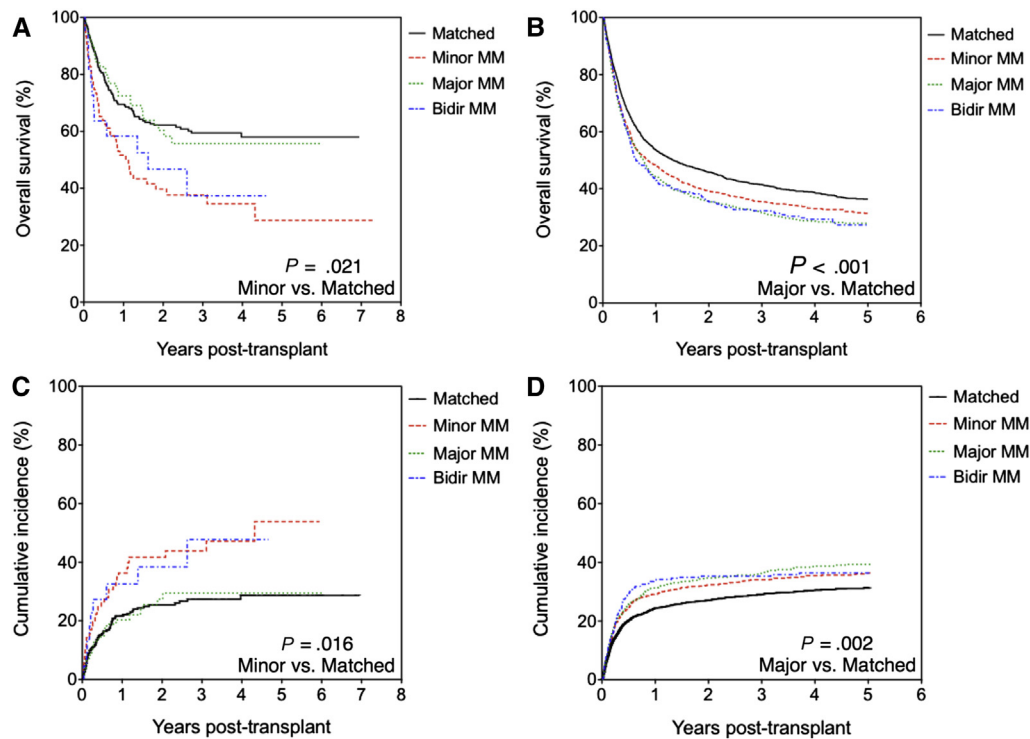 A
Overall survival (%)
100
80
60
40
20
0
0 1 2 3 4 5 6 7 8
Years post-transplant
Matched
Minor MM
Major MM
Bidir MM
P = .021
Minor vs. Matched
B
Overall survival (%)
100
80
60
40
20
0
0 1 2 3 4 5 6
Years post-transplant
Matched
Minor MM
Major MM
Bidir MM
P < .001
Major vs. Matched
C
Cumulative incidence (%)
100
80
60
40
20
0
0 1 2 3 4 5 6 7 8
Years post-transplant
Matched
Minor MM
Major MM
Bidir MM
P = .016
Minor vs. Matched
D
Cumulative incidence (%)
100
80
60
40
20
0
0 1 2 3 4 5 6
Years post-transplant
Matched
Minor MM
Major MM
Bidir MM
P = .002
Major vs. Matched